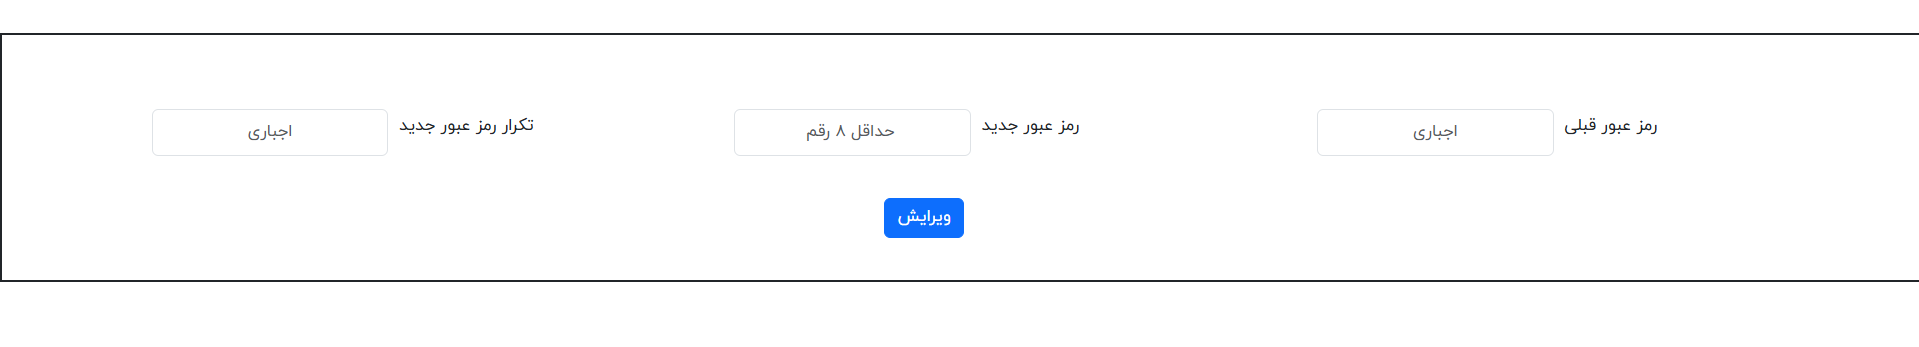 رمز عبور قبلی
اجباری
رمز عبور جدید
حداقل ۸ رقم
تکرار رمز عبور جدید
اجباری
ویرایش